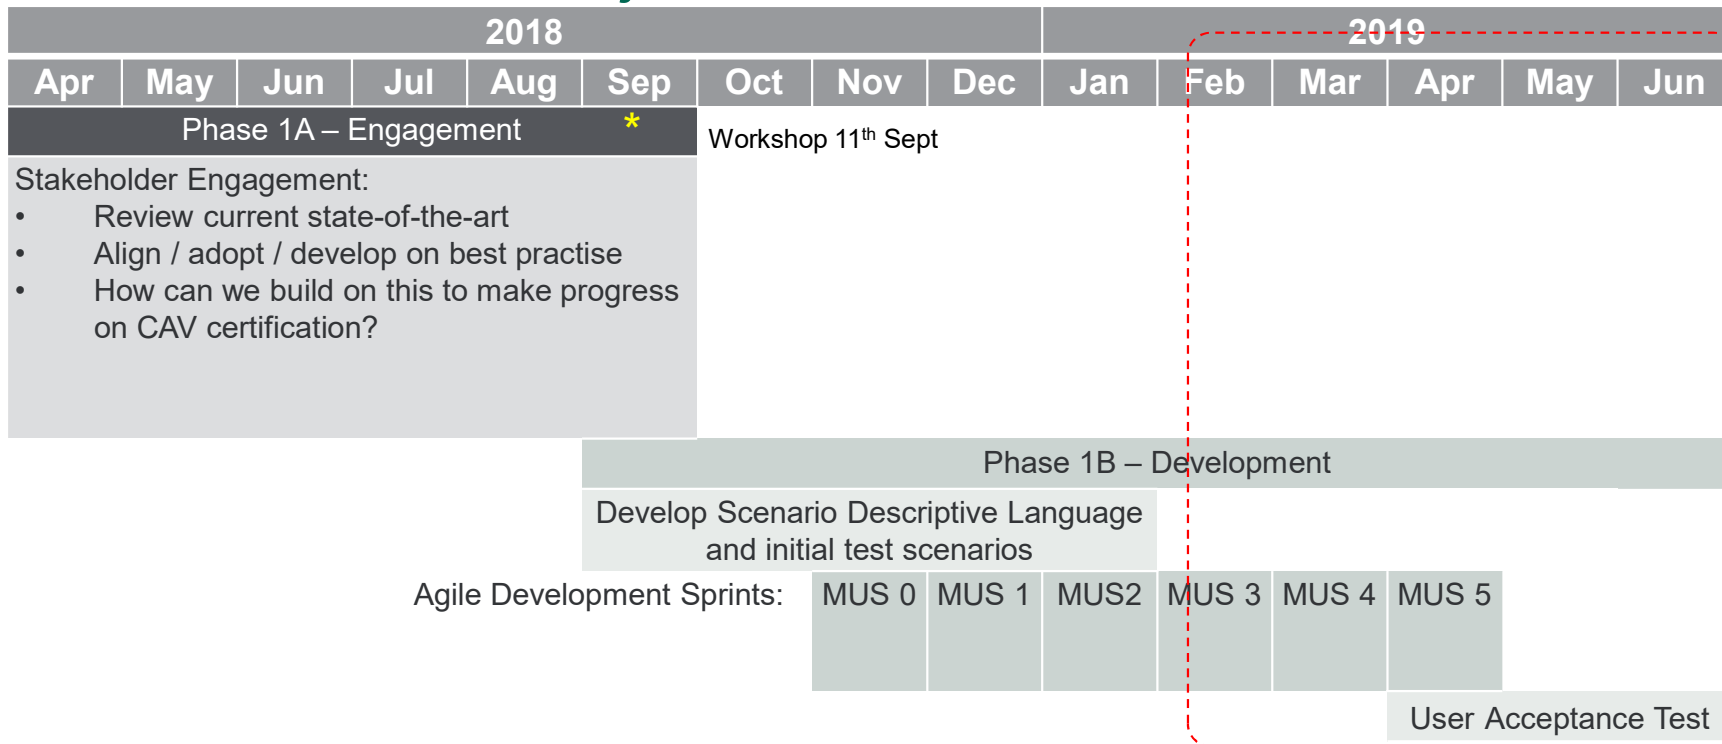 2018 2019
Apr May Jun Jul Aug Sep Oct Nov Dec Jan Feb Mar Apr May Jun
Phase 1A – Engagement *
Workshop 11th Sept
Stakeholder Engagement:
• Review current state-of-the-art
• Align / adopt / develop on best practise
• How can we build on this to make progress
on CAV certification?
Phase 1B – Development
Develop Scenario Descriptive Language
and initial test scenarios
Agile Development Sprints: MUS 0 MUS 1 MUS2 MUS 3 MUS 4 MUS 5
User Acceptance Test